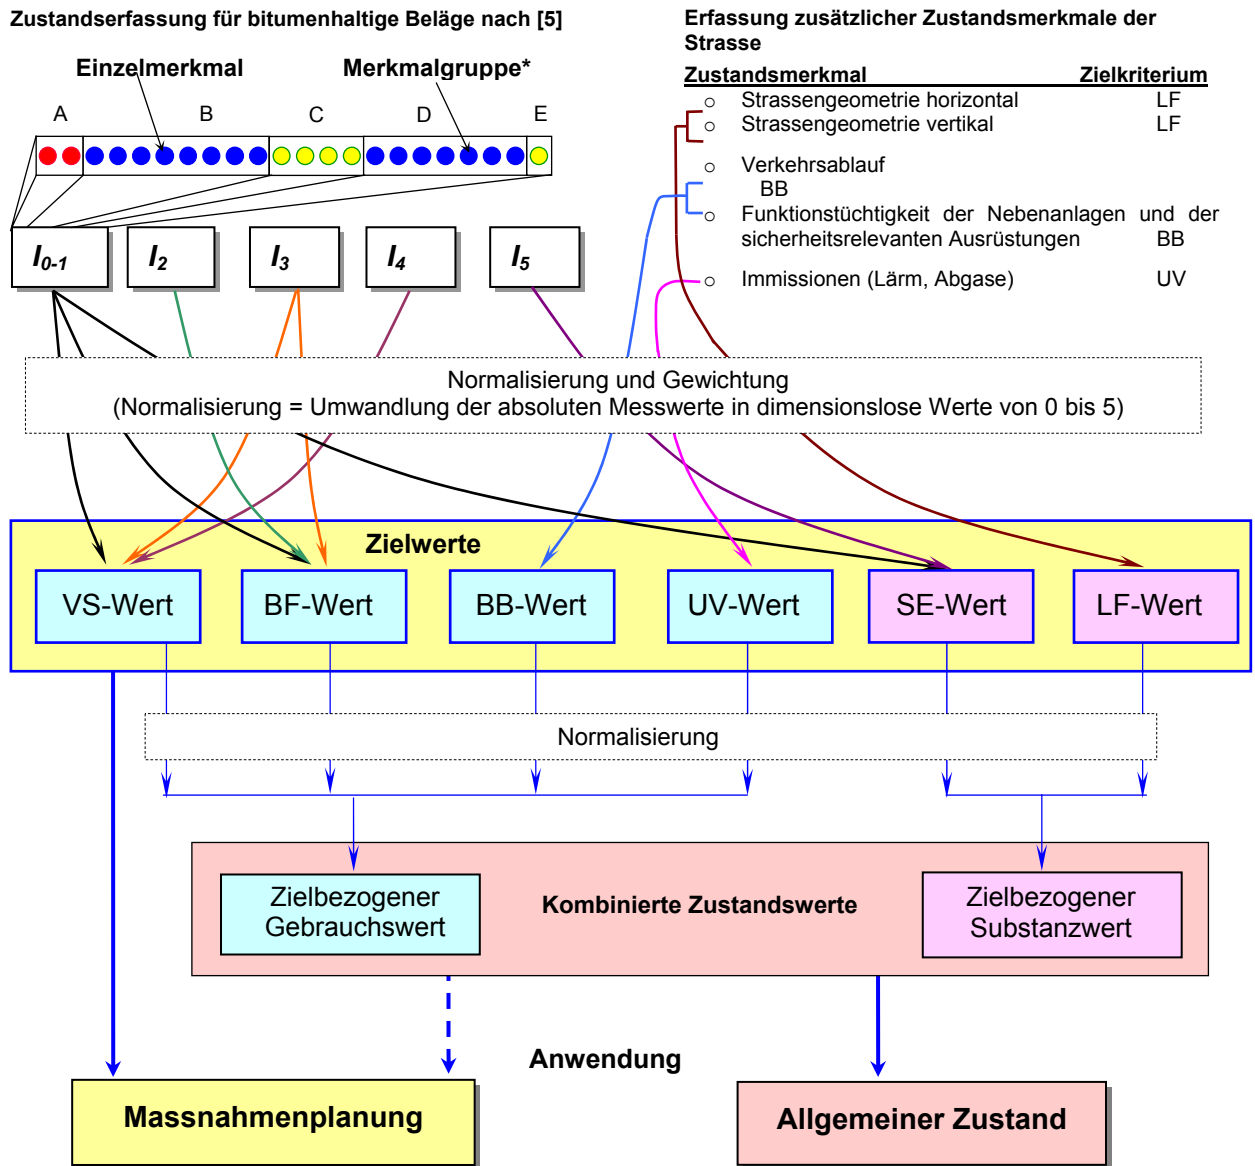 Zustandserfassung für bitumenhaltige Beläge nach [5]
Einzelmerkmal
Merkmalgruppe*
A
B
C
D
E
I0-1
I2
I3
I4
I5
Erfassung zusätzlicher Zustandsmerkmale der
Strasse
Zustandsmerkmal Zielkriterium
Strassengeometrie horizontal LF
Strassengeometrie vertikal LF
Verkehrsablauf
BB
Funktionstüchtigkeit der Nebenanlagen und der
sicherheitsrelevanten Ausrüstungen BB
Immissionen (Lärm, Abgase) UV
Normalisierung und Gewichtung
(Normalisierung = Umwandlung der absoluten Messwerte in dimensionslose Werte von 0 bis 5)
Zielwerte
VS-Wert
BF-Wert
BB-Wert
UV-Wert
SE-Wert
LF-Wert
Normalisierung
Zielbezogener
Gebrauchswert
Kombinierte Zustandswerte
Zielbezogener
Substanzwert
Anwendung
Massnahmenplanung
Allgemeiner Zustand